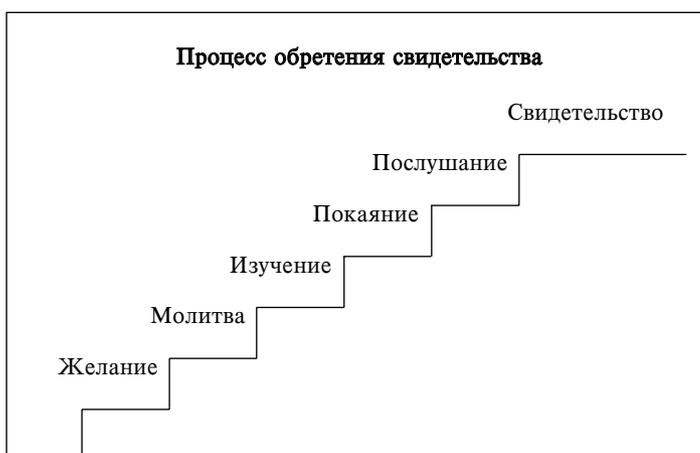 Процесс обретения свидетельства
Свидетельство
Послушание
Покаяние
Изучение
Молитва
Желание